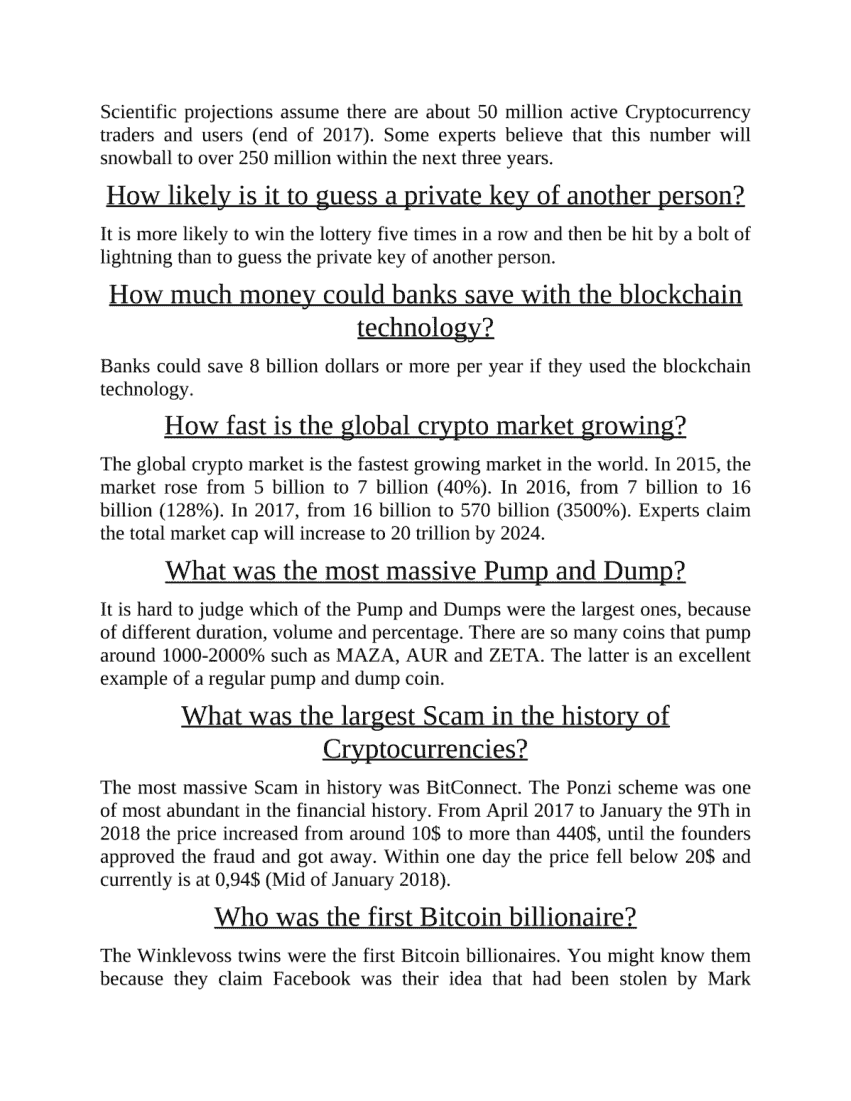 Scientific projections assume there are about 50 million active Cryptocurrency
traders and users (end of 2017). Some experts believe that this number will
snowball to over 250 million within the next three years.
How likely is it to guess a private key of another person?
It is more likely to win the lottery five times in a row and then be hit by a bolt of
lightning than to guess the private key of another person.
How much money could banks save with the blockchain
technology?
Banks could save 8 billion dollars or more per year if they used the blockchain
technology.
How fast is the global crypto market growing?
The global crypto market is the fastest growing market in the world. In 2015, the
market rose from 5 billion to 7 billion (40%). In 2016, from 7 billion to 16
billion (128%). In 2017, from 16 billion to 570 billion (3500%). Experts claim
the total market cap will increase to 20 trillion by 2024.
What was the most massive Pump and Dump?
It is hard to judge which of the Pump and Dumps were the largest ones, because
of different duration, volume and percentage. There are so many coins that pump
around 1000-2000% such as MAZA, AUR and ZETA. The latter is an excellent
example of a regular pump and dump coin.
What was the largest Scam in the history of
Cryptocurrencies?
The most massive Scam in history was BitConnect. The Ponzi scheme was one
of most abundant in the financial history. From April 2017 to January the 9Th in
2018 the price increased from around 10$ to more than 440$, until the founders
approved the fraud and got away. Within one day the price fell below 20$ and
currently is at 0,94$ (Mid of January 2018).
Who was the first Bitcoin billionaire?
The Winklevoss twins were the first Bitcoin billionaires. You might know them
because they claim Facebook was their idea that had been stolen by Mark